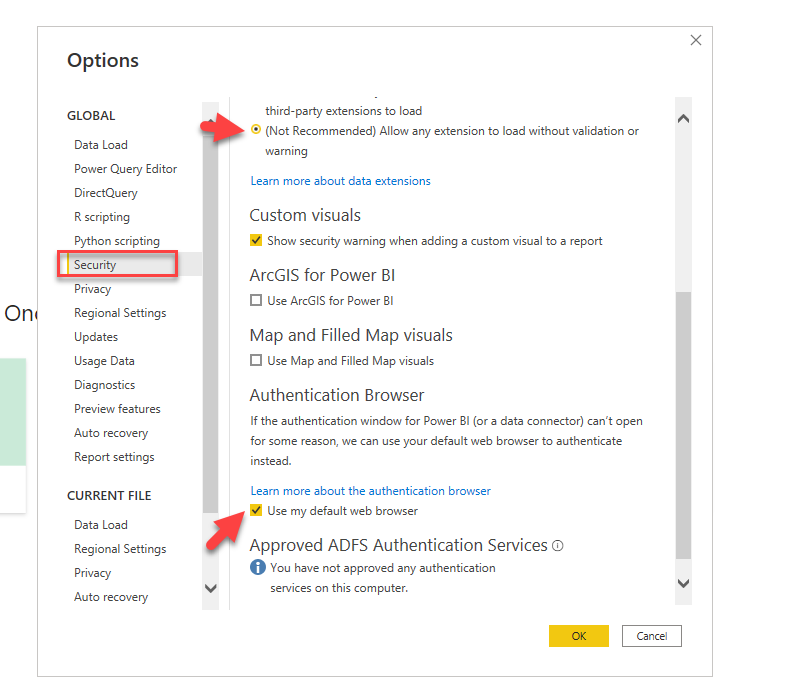 Options
GLOBAL
Data Load
Power Query Editor
DirectQuery
R scripting
Python scripting
Security
Privacy
Regional Settings
Updates
Usage Data
Diagnostics
Preview features
Auto recovery
Report settings
CURRENT FILE
Data Load
Regional Settings
Privacy
Auto recovery
third-party extensions to load
(Not Recommended) Allow any extension to load without validation or
warning
Learn more about data extensions
Custom visuals
Show security warning when adding a custom visual to a report
ArcGIS for Power BI
Use ArcGIS for Power BI
Map and Filled Map visuals
Use Map and Filled Map visuals
Authentication Browser
If the authentication window for Power BI (or a data connector) can't open
for some reason, we can use your default web browser to authenticate
instead.
Learn more about the authentication browser
Use my default web browser
Approved ADFS Authentication Services
You have not approved any authentication
services on this computer.
OK
Cancel